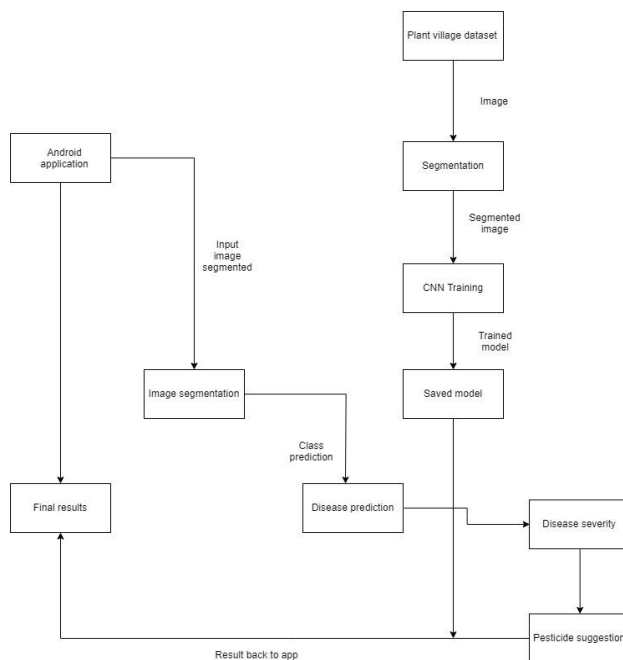 Plant village dataset
Image
Android
application
Segmentation
Segmented
image
Input
image
segmented
CNN Training
Trained
model
Image segmentation
Saved model
Class
prediction
Final results
Disease prediction
Disease severity
Pesticide suggestion
Result back to app